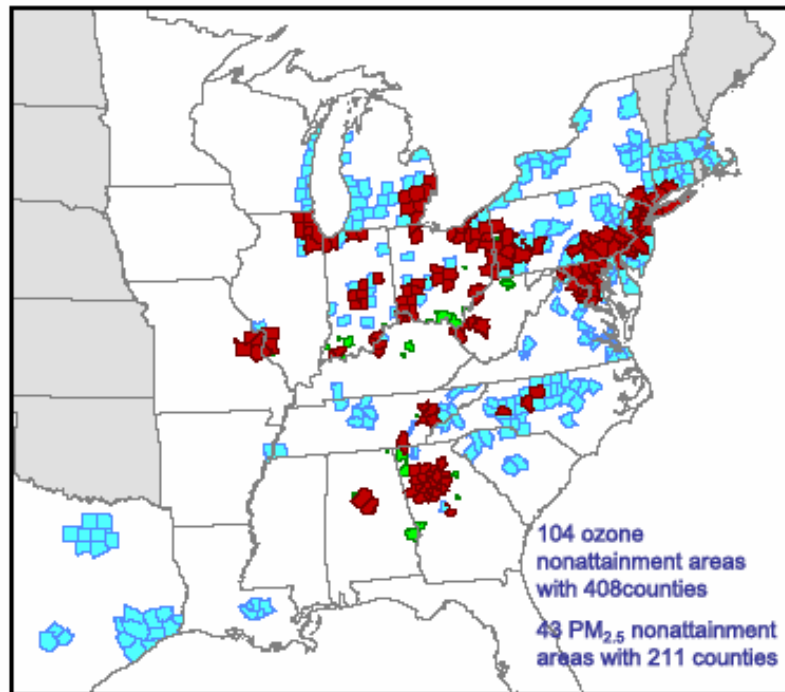 104 ozone
nonattainment areas
with 408counties
43 PM₂.₅ nonattainment
areas with 211 counties